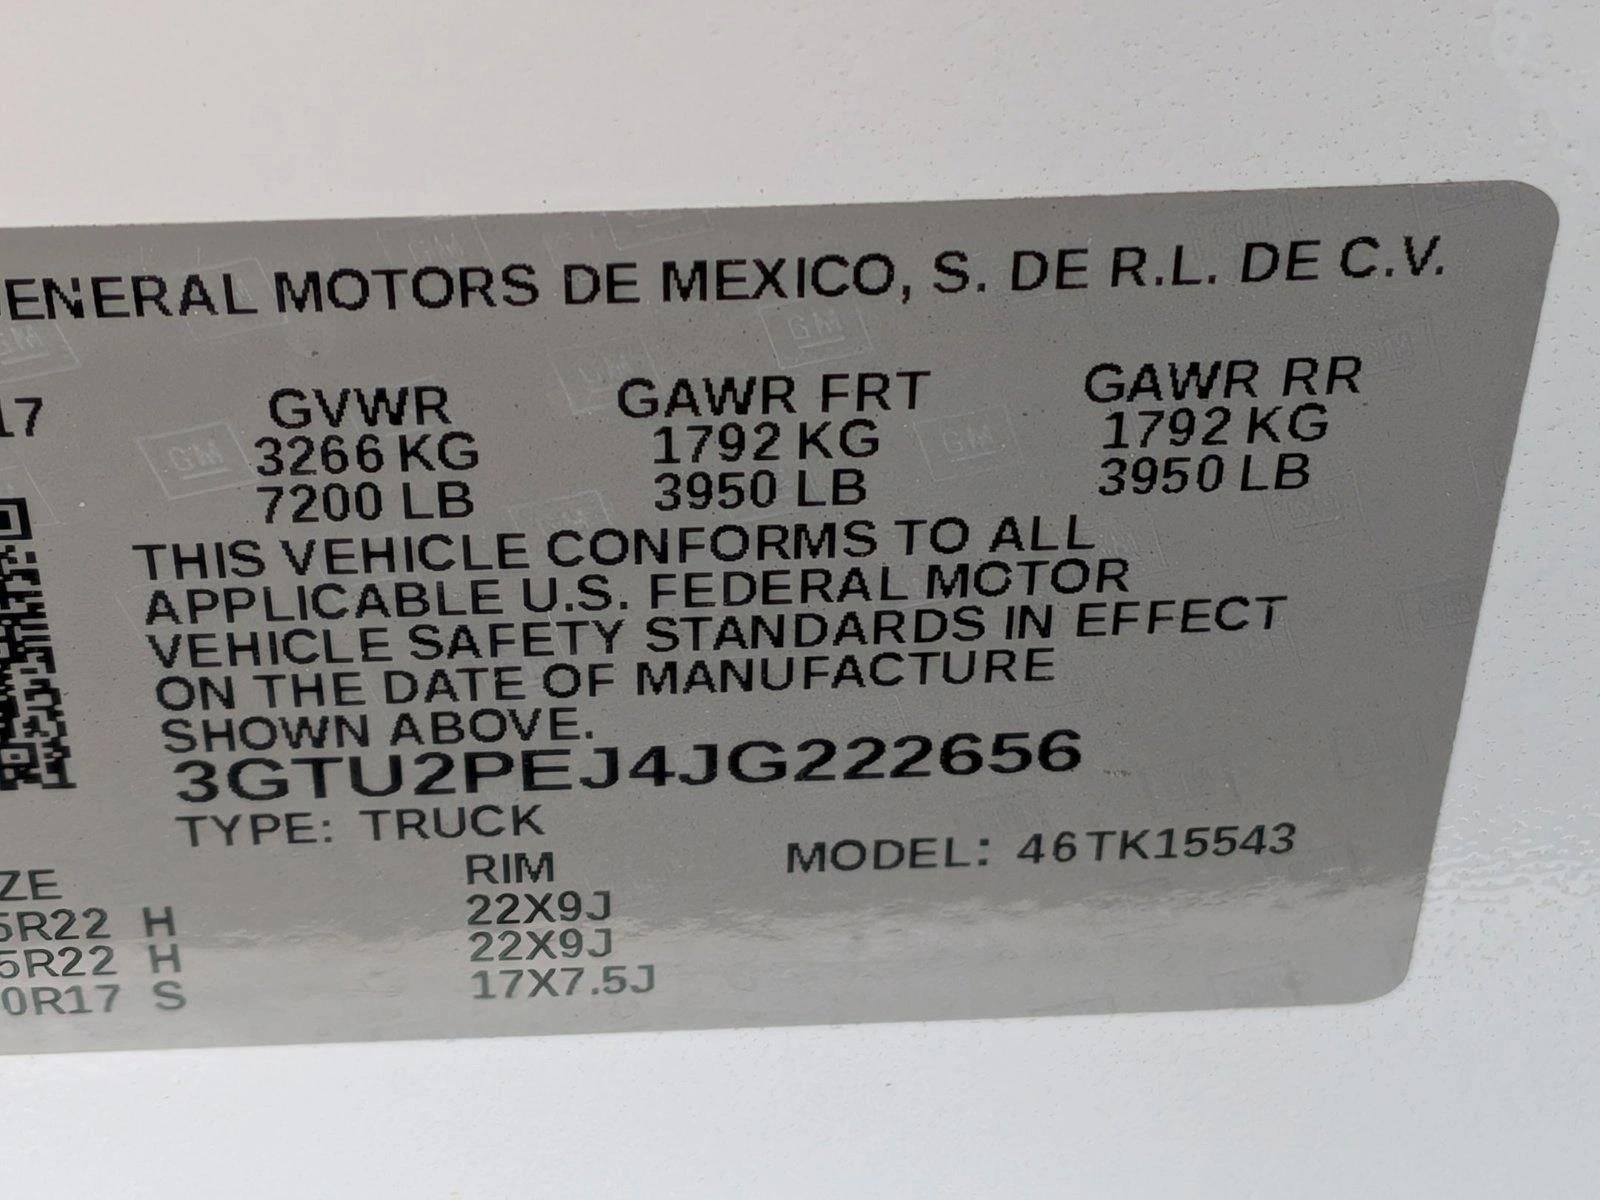 GENERAL MOTORS DE MEXICO, S. DE R.L. DE C.V.
17 GVWR GAWR FRT GAWR RR
3266 KG 1792 KG 1792 KG
7200 LB 3950 LB 3950 LB
THIS VEHICLE CONFORMS TO ALL
APPLICABLE U.S. FEDERAL MOTOR
VEHICLE SAFETY STANDARDS IN EFFECT
ON THE DATE OF MANUFACTURE
SHOWN ABOVE.
3GTU2PEJ4JG222656
TYPE: TRUCK
MODEL: 46TK15543
ZE RIM
5R22 H 22X9J
5R22 H 22X9J
0R17 S 17X7.5J